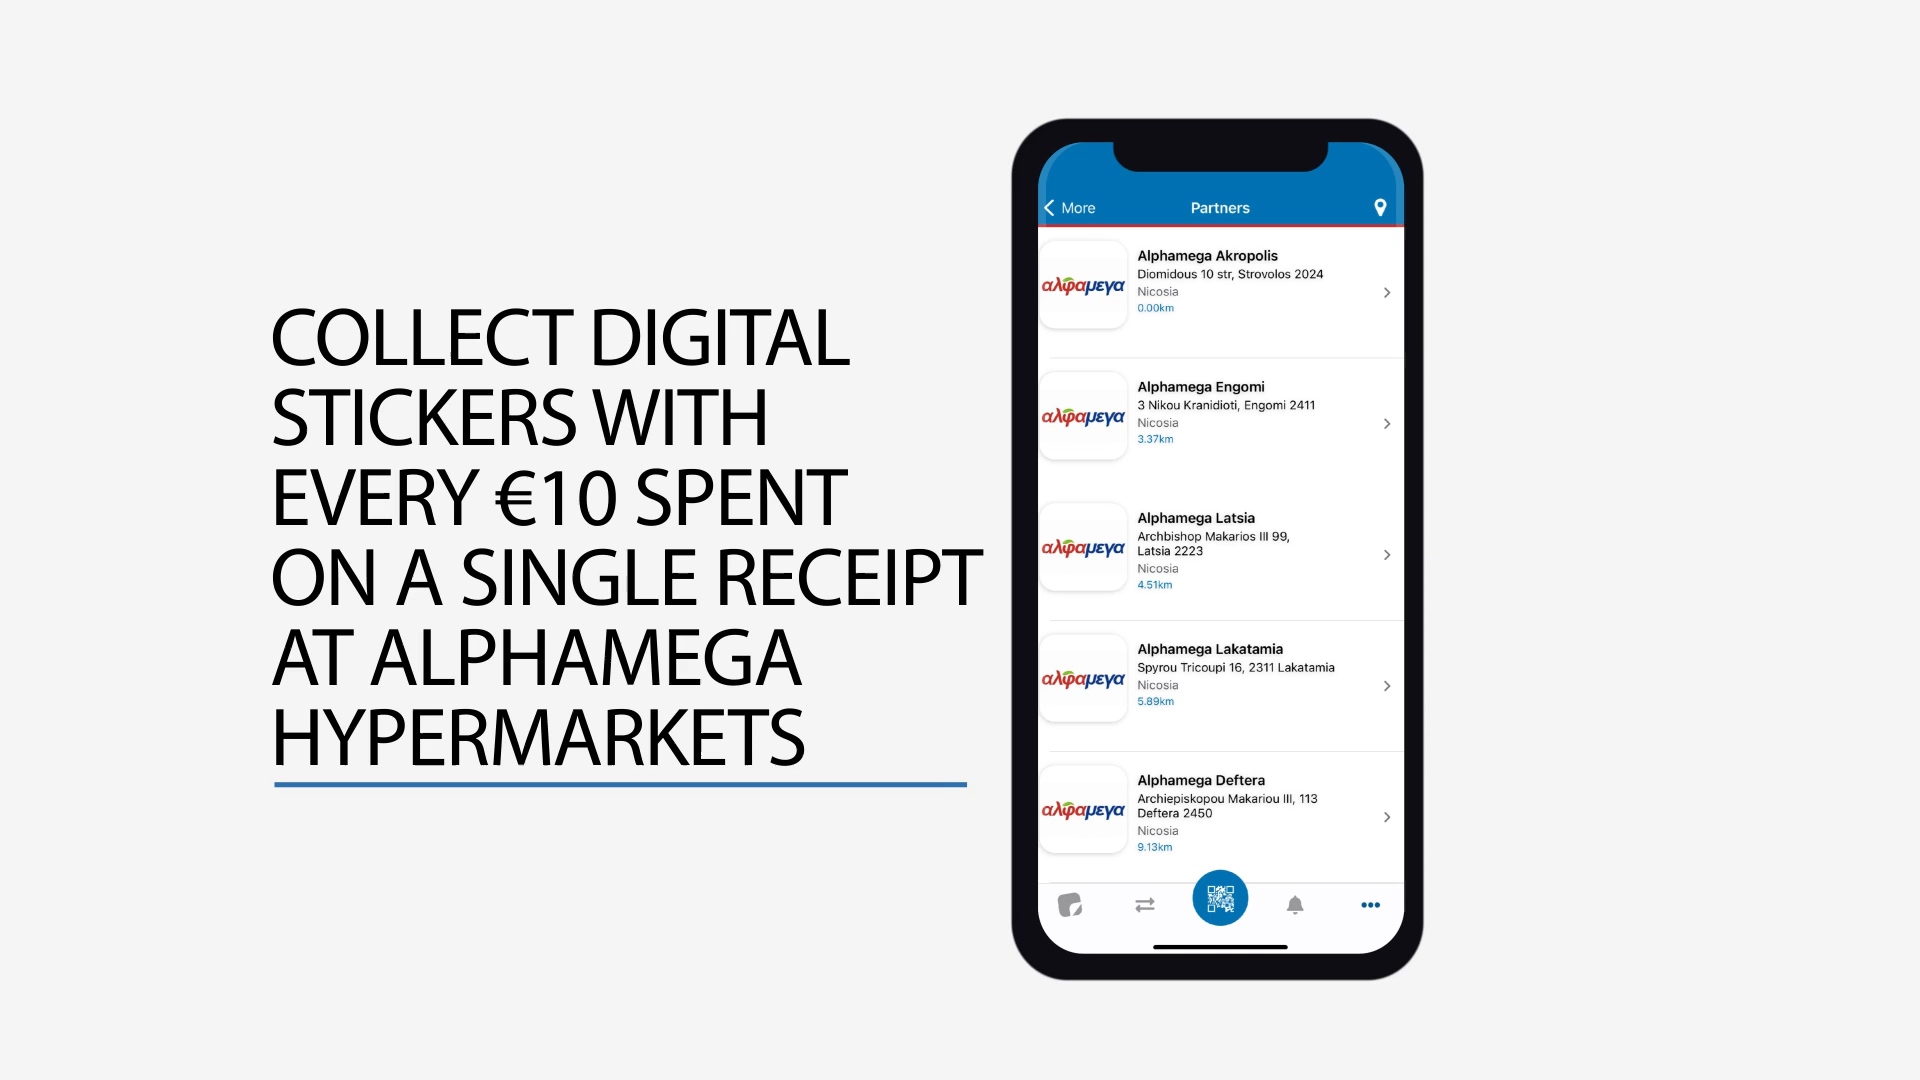 COLLECT DIGITAL
STICKERS WITH
EVERY €10 SPENT
ON A SINGLE RECEIPT
AT ALPHAMEGA
HYPERMARKETS
More
Partners
αλφαμεγα
Alphamega Akropolis
Diomidous 10 str, Strovolos 2024
Nicosia
0.00km
αλφαμεγα
Alphamega Engomi
3 Nikou Kranidioti, Engomi 2411
Nicosia
3.37km
αλφαμεγα
Alphamega Latsia
Archbishop Makarios III 99,
Latsia 2223
Nicosia
4.51km
αλφαμεγα
Alphamega Lakatamia
Spyrou Tricoupi 16, 2311 Lakatamia
Nicosia
5.89km
αλφαμεγα
Alphamega Deftera
Archiepiskopou Makariou III, 113
Deftera 2450
Nicosia
9.13km